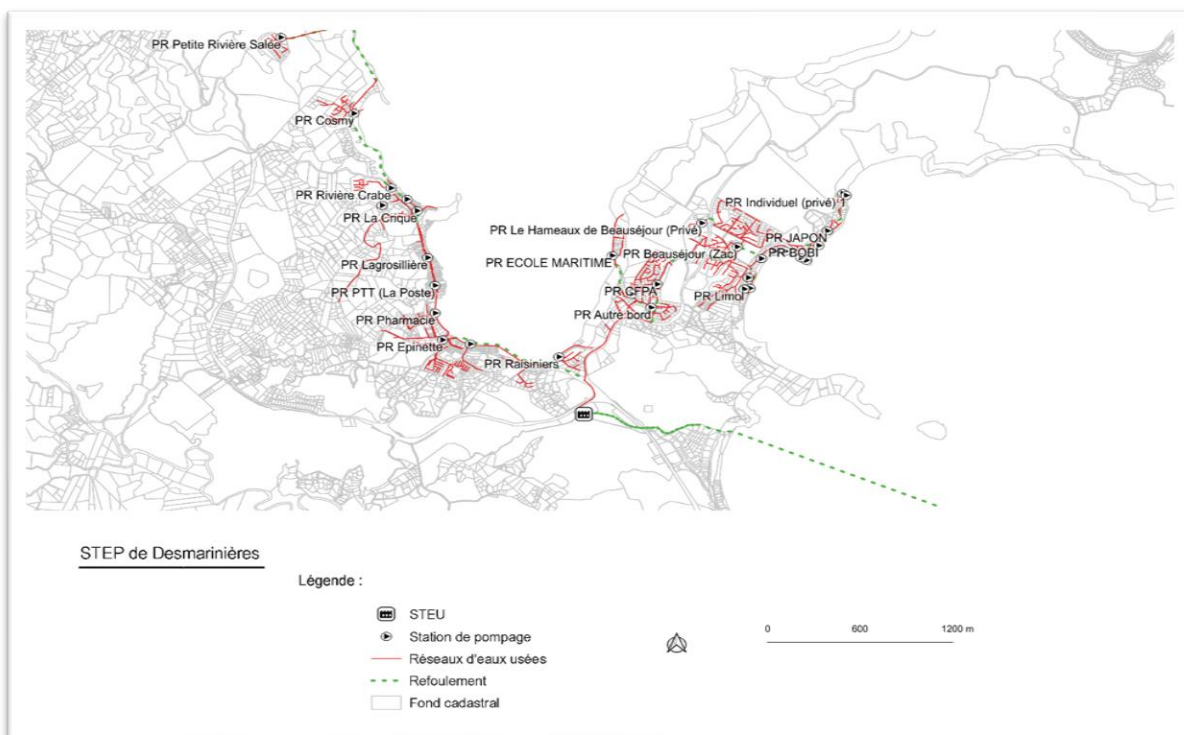 PR Petite Rivière Salée
PR Cosmy
PR Rivière Crabe
PR La Crique
PR Individuel (privé) 1
PR Le Hameaux de Beauséjour (Privé)
PR JAPON
PR Beauséjour (Zac)
PR BOBI
PR ECOLE MARITIME
PR Lagrosillière
PR PTT (La Poste)
PR CFPA
PR Limol
PR Autre bord
PR Pharmacie
PR Epinette
PR Raisiniers
STEP de Desmarinières
Légende :
STEU
Station de pompage
Réseaux d'eaux usées
Refoulement
Fond cadastral
0 600 1200 m